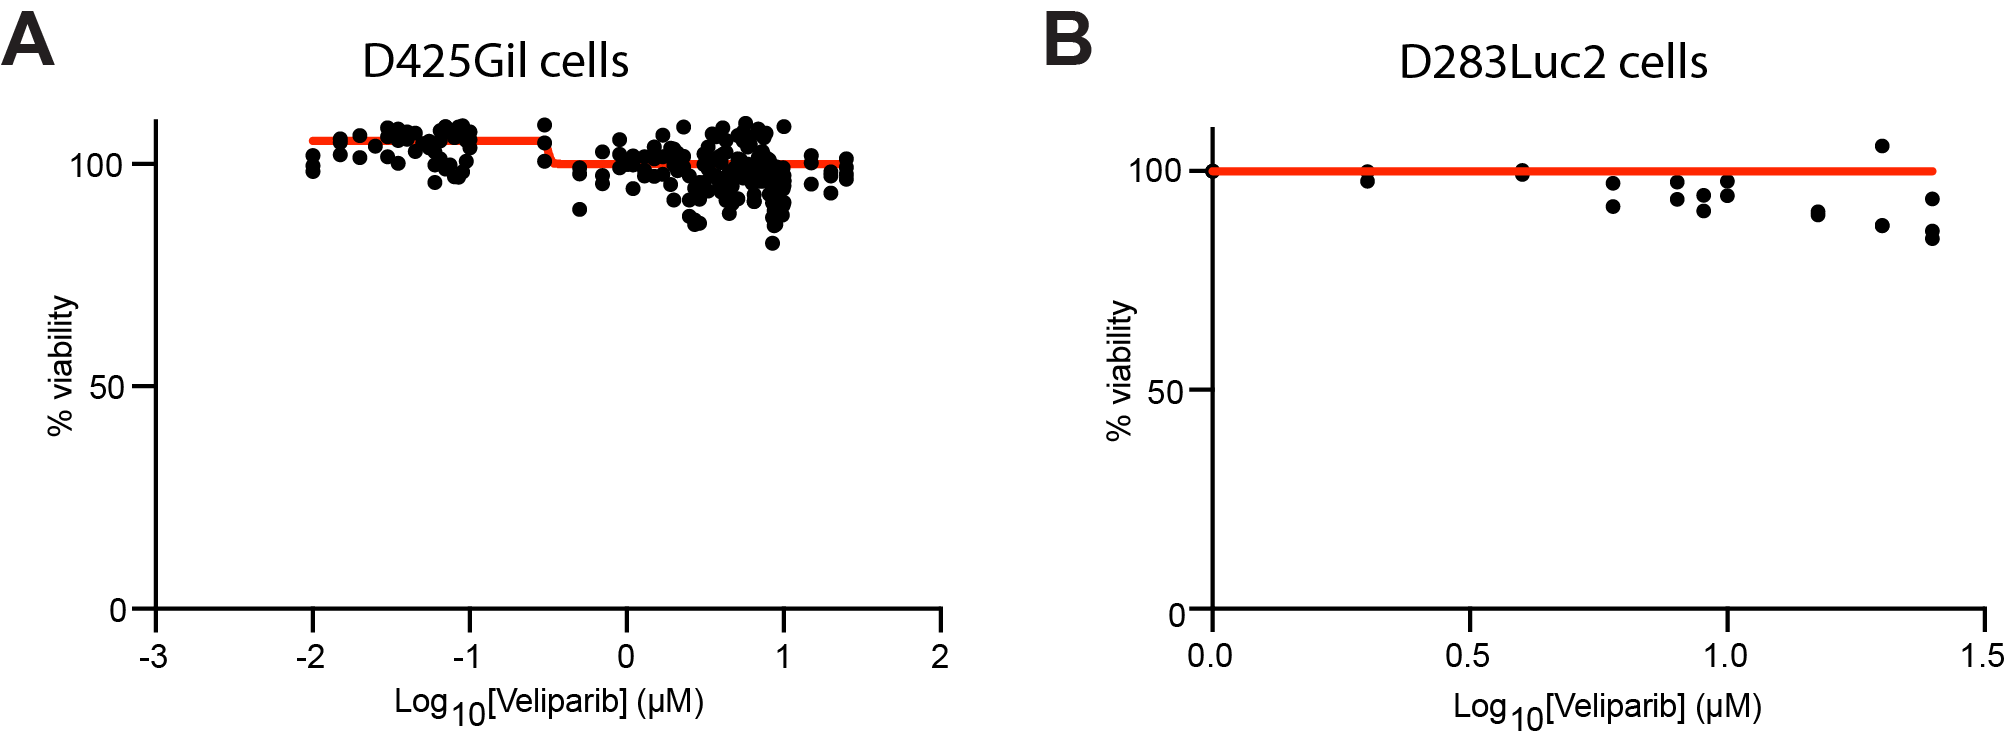 A
D425Gil cells
% viability
100
50
0
-3 -2 -1 0 1 2
Log10[Veliparib] (µM)
B
D283Luc2 cells
% viability
100
50
0
0.0 0.5 1.0 1.5
Log10[Veliparib] (µM)